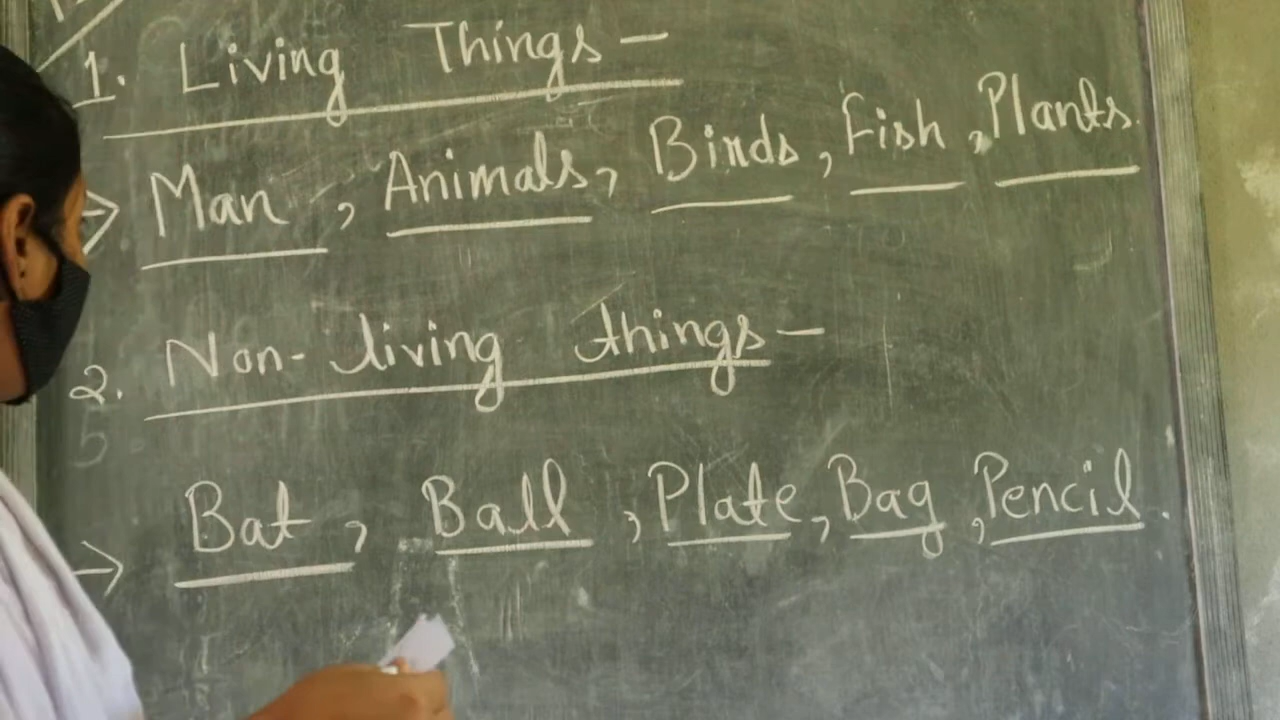 1. Living Things –
→ Man, Animals, Birds, Fish, Plants.
2. Non-living things –
→ Bat, Ball, Plate, Bag, Pencil.